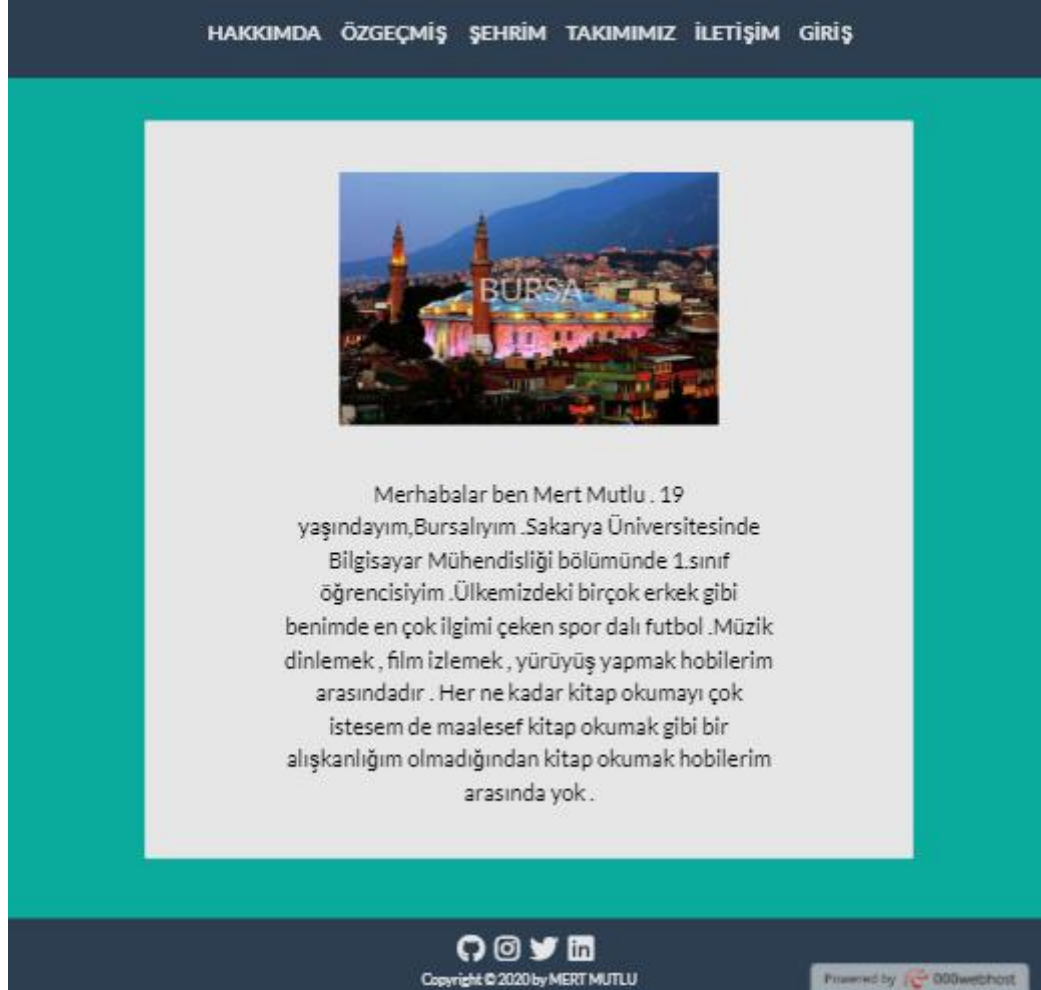 HAKKIMDA ÖZGEÇMİŞ ŞEHRİM TAKIMIMIZ İLETİŞİM GİRİŞ
BURSA
Merhabalar ben Mert Mutlu . 19
yaşındayım,Bursalıyım .Sakarya Üniversitesinde
Bilgisayar Mühendisliği bölümünde 1.sınıf
öğrencisiyim .Ülkemizdeki birçok erkek gibi
benimde en çok ilgimi çeken spor dalı futbol .Müzik
dinlemek , film izlemek , yürüyüş yapmak hobilerim
arasındadır . Her ne kadar kitap okumayı çok
istesem de maalesef kitap okumak gibi bir
alışkanlığım olmadığından kitap okumak hobilerim
arasında yok .
in
Copyright © 2020 by MERT MUTLU
Powered by 000webhost